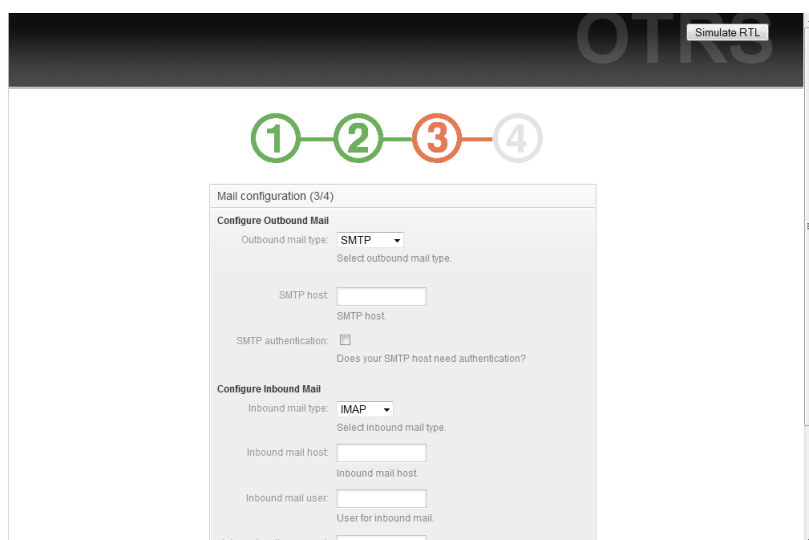 OTRS
Simulate RTL
1 2 3 4
Mail configuration (3/4)
Configure Outbound Mail
Outbound mail type: SMTP
Select outbound mail type.
SMTP host:
SMTP host.
SMTP authentication:
Does your SMTP host need authentication?
Configure Inbound Mail
Inbound mail type: IMAP
Select inbound mail type.
Inbound mail host:
Inbound mail host.
Inbound mail user:
User for inbound mail.